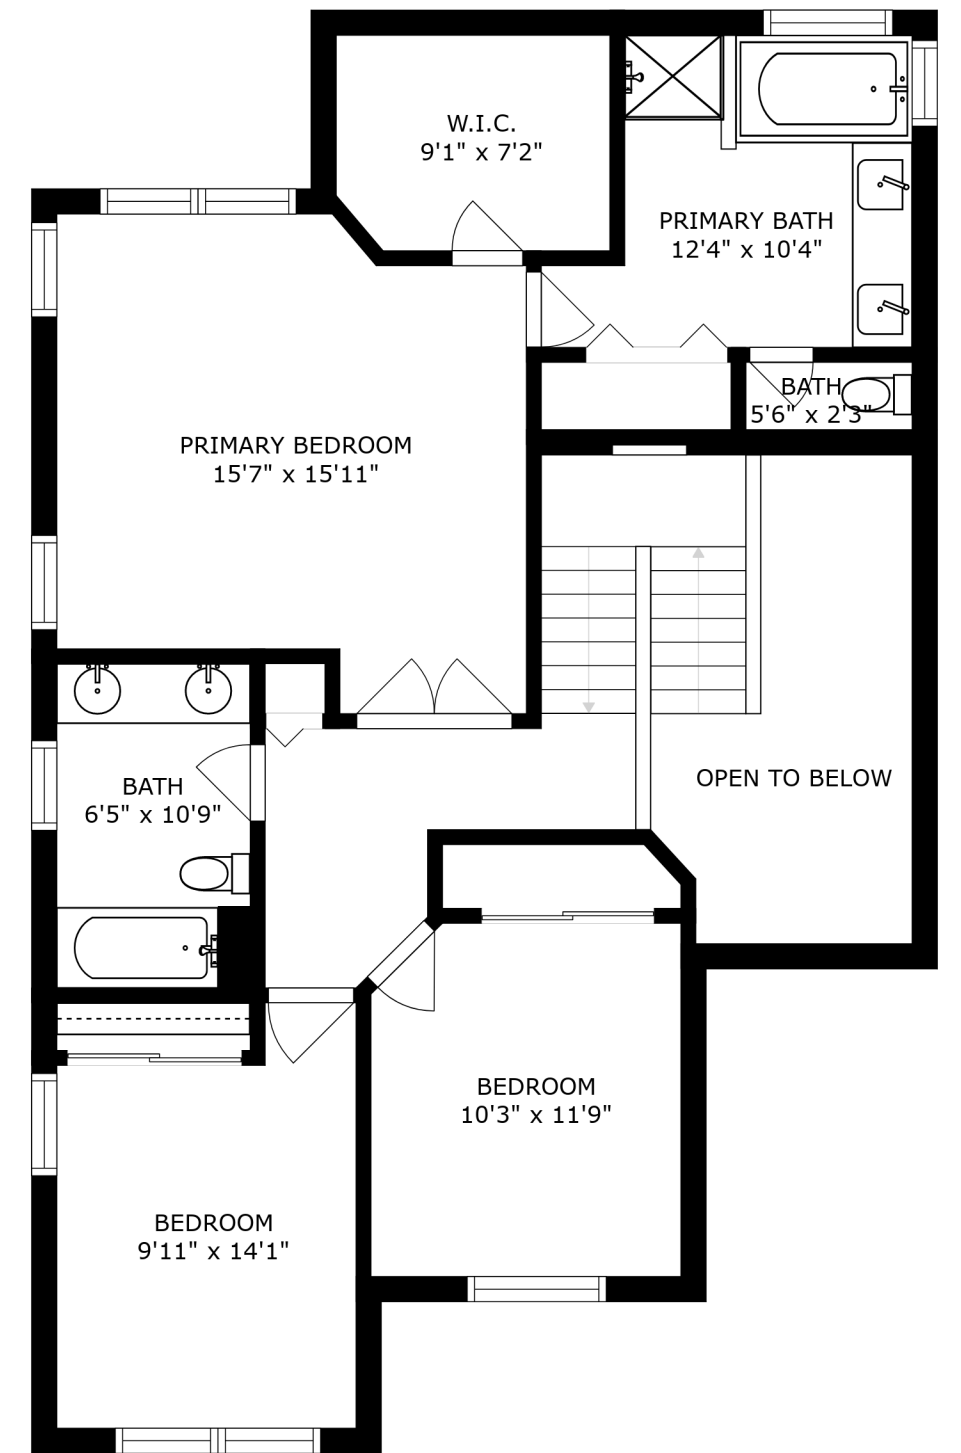 W.I.C.
9'1" x 7'2"
PRIMARY BATH
12'4" x 10'4"
BATH
5'6" x 2'3"
PRIMARY BEDROOM
15'7" x 15'11"
OPEN TO BELOW
BATH
6'5" x 10'9"
BEDROOM
10'3" x 11'9"
BEDROOM
9'11" x 14'1"